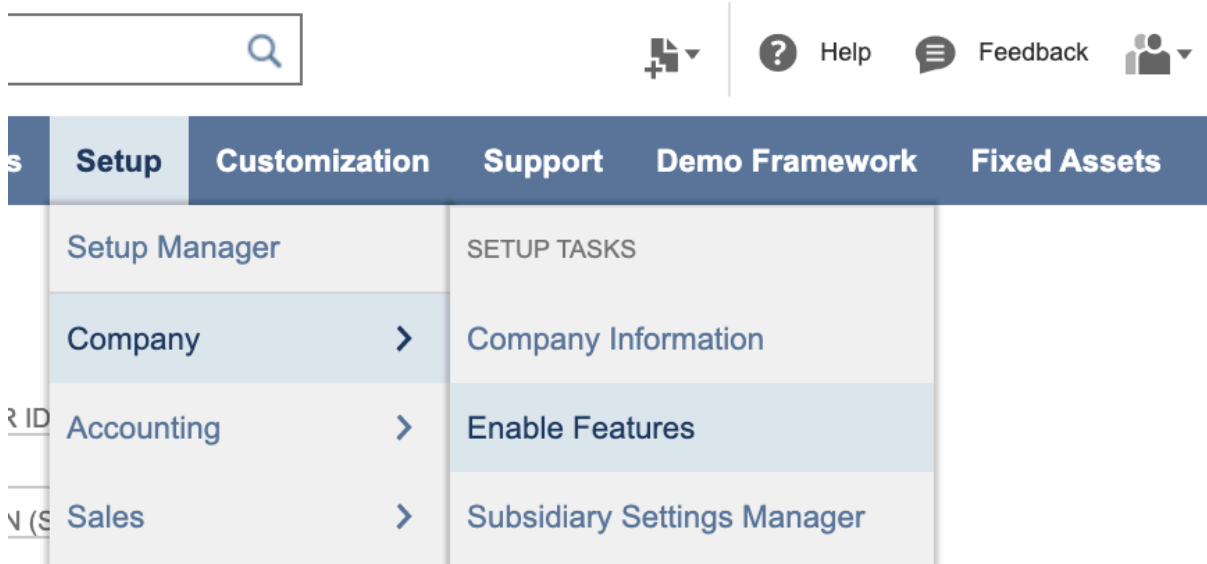 Help Feedback
s Setup Customization Support Demo Framework Fixed Assets
Setup Manager SETUP TASKS
Company Company Information
R ID Accounting Enable Features
N (S Sales Subsidiary Settings Manager